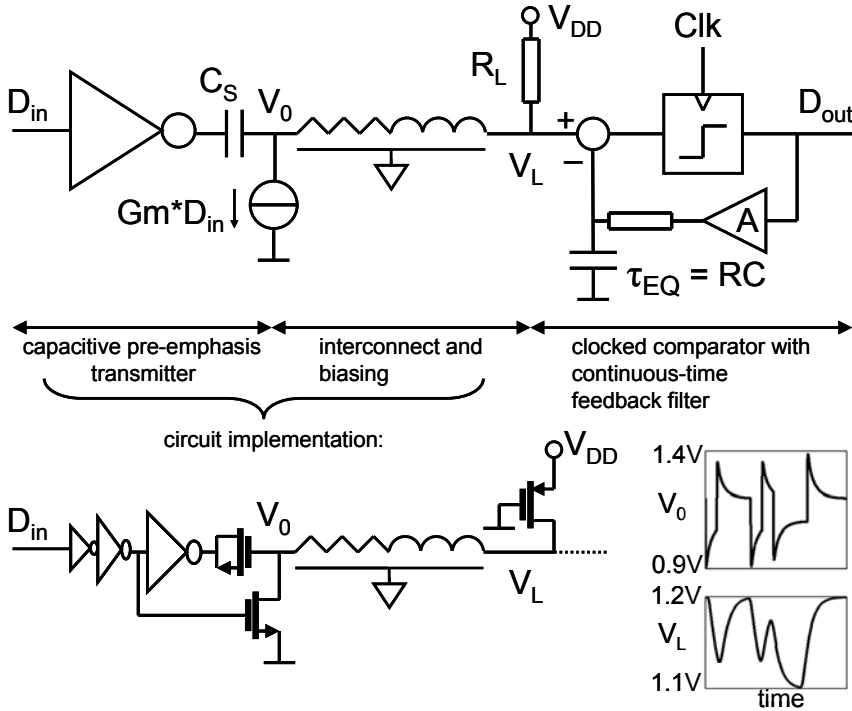 V_DD
Clk
R_L
D_in
C_S
V_0
D_out
+
−
V_L
Gm*D_in
A
τ_EQ = RC
capacitive pre-emphasis
transmitter
interconnect and
biasing
clocked comparator with
continuous-time
feedback filter
circuit implementation:
V_DD
D_in
V_0
V_L
1.4V
V_0
0.9V
1.2V
V_L
1.1V
time